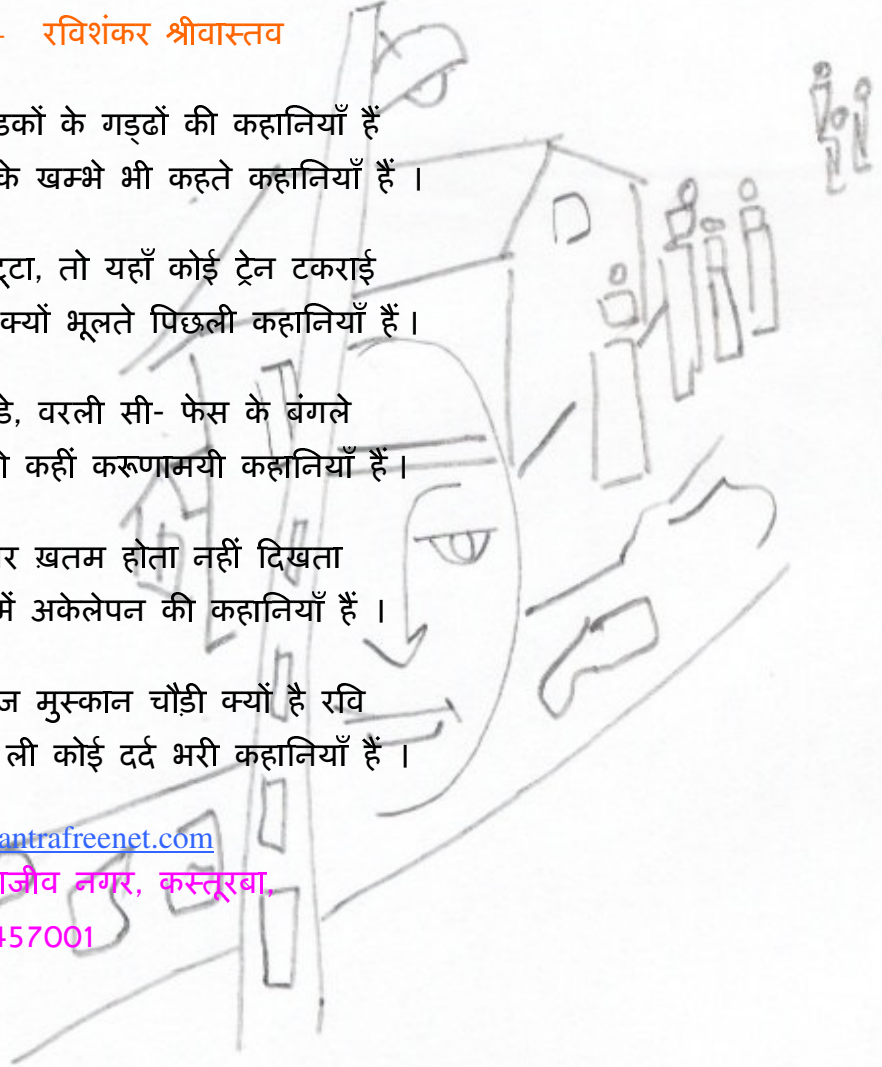 - रविशंकर श्रीवास्तव
के गड्ढों की कहानियाँ हैं
के खम्भे भी कहते कहानियाँ हैं ।
तो यहाँ कोई ट्रेन टकराई
क्यों भूलते पिछली कहानियाँ हैं ।
वरली सी- फेस के बंगले
कहीं करूणामयी कहानियाँ हैं ।
ख़तम होता नहीं दिखता
में अकेलेपन की कहानियाँ हैं ।
मुस्कान चौड़ी क्यों है रवि
ली कोई दर्द भरी कहानियाँ हैं ।
antrafreenet.com
नगर, कस्तूरबा,
457001